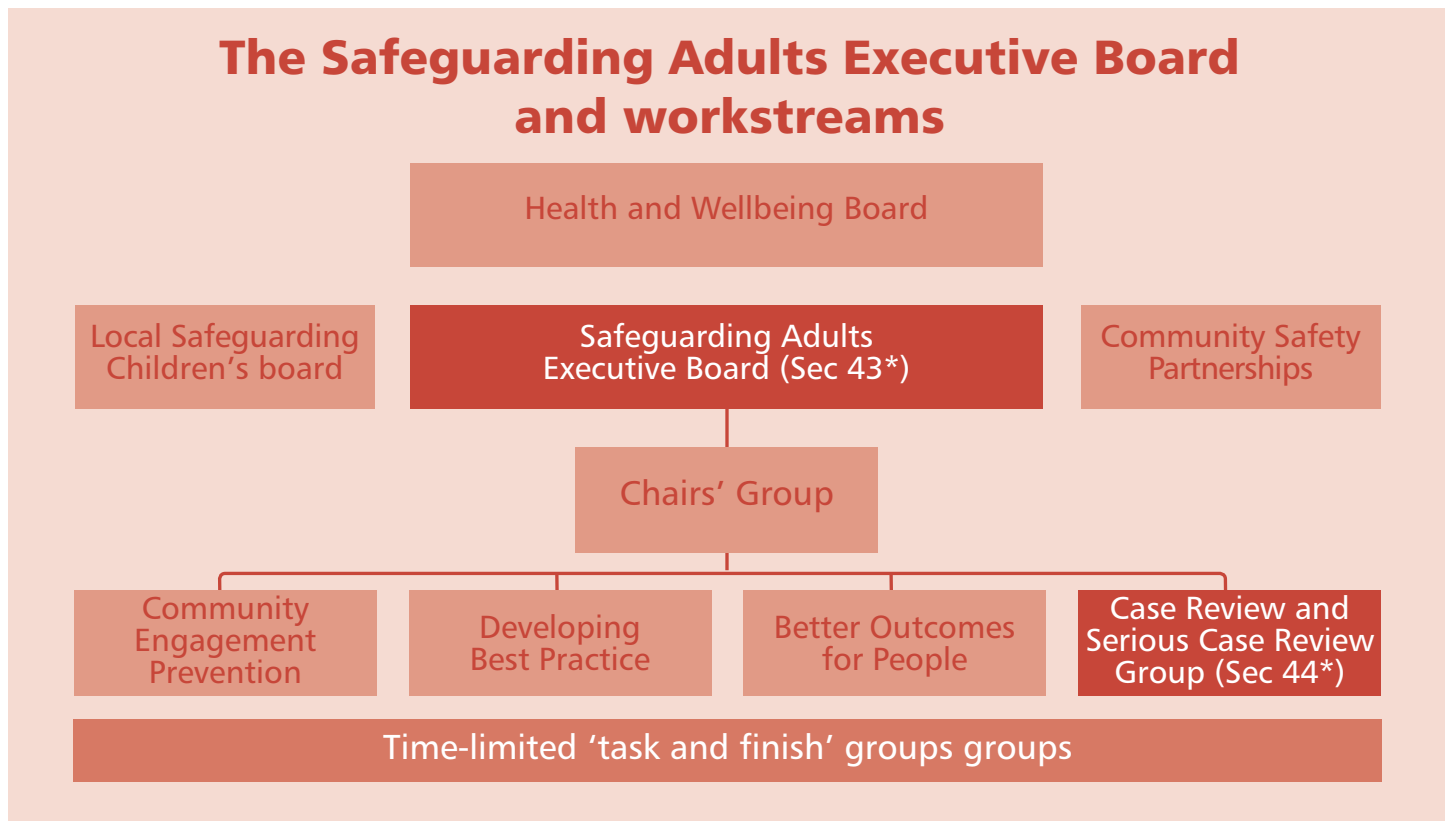 The Safeguarding Adults Executive Board
and workstreams
Health and Wellbeing Board
Local Safeguarding
Children’s board
Safeguarding Adults
Executive Board (Sec 43*)
Community Safety
Partnerships
Chairs’ Group
Community
Engagement
Prevention
Developing
Best Practice
Better Outcomes
for People
Case Review and
Serious Case Review
Group (Sec 44*)
Time-limited ‘task and finish’ groups groups